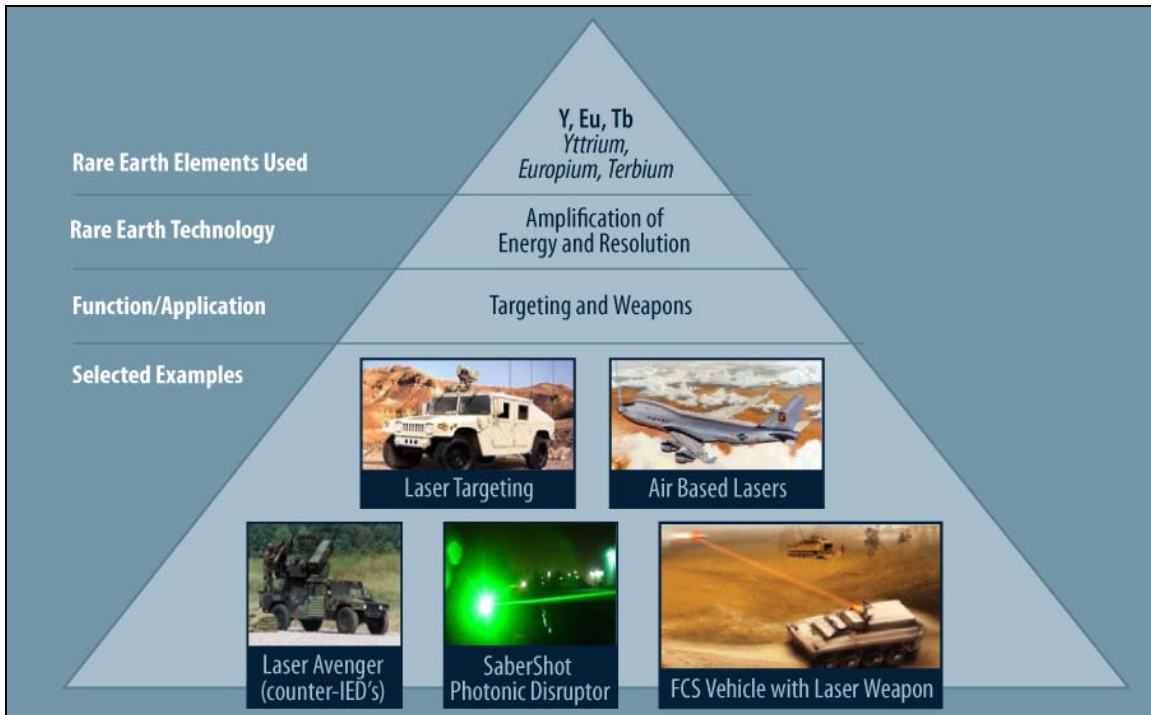 Y, Eu, Tb
Yttrium,
Europium, Terbium
Rare Earth Elements Used
Rare Earth Technology
Amplification of
Energy and Resolution
Function/Application
Targeting and Weapons
Selected Examples
Laser Targeting
Air Based Lasers
Laser Avenger
(counter-IED's)
SaberShot
Photonic Disruptor
FCS Vehicle with Laser Weapon